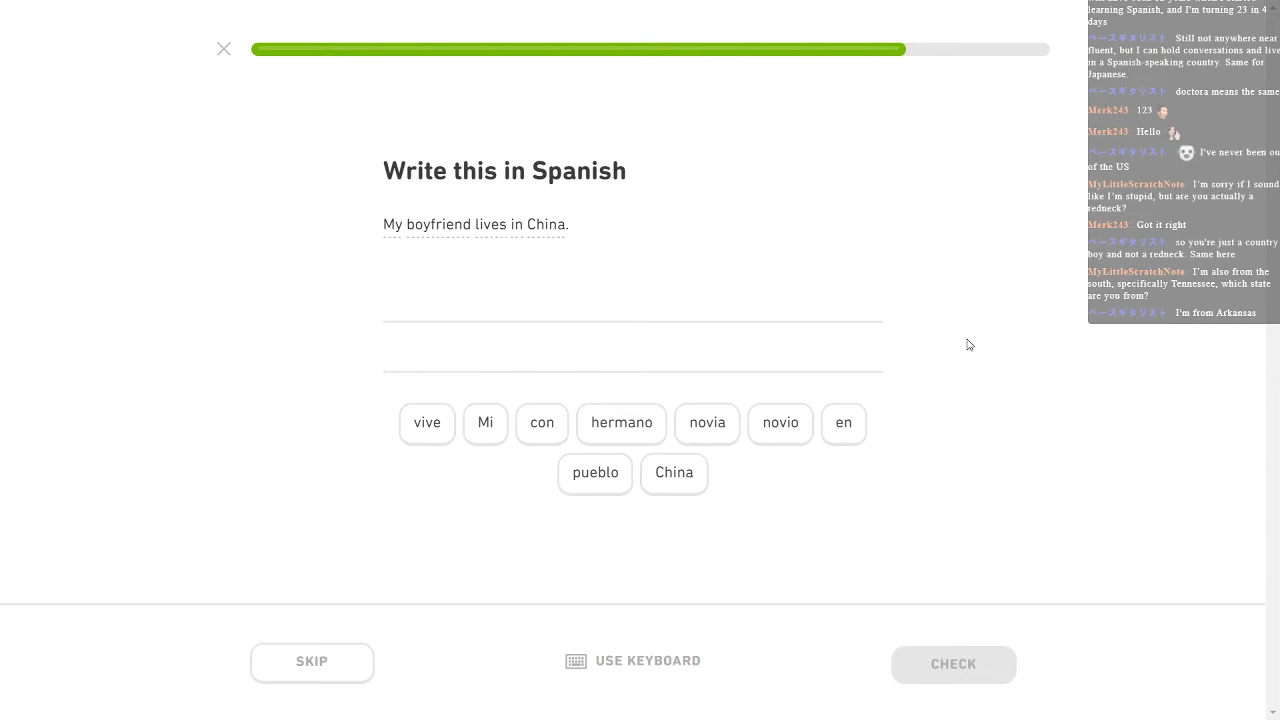 Write this in Spanish
My boyfriend lives in China.
vive Mi con hermano novia novio en
pueblo China
SKIP
USE KEYBOARD
CHECK
learning Spanish, and I'm turning 23 in 4
days
ベースギタリスト Still not anywhere near
fluent, but I can hold conversations and live
in a Spanish-speaking country. Same for
Japanese.
ベースギタリスト doctora means the same
Merk243 123
Merk243 Hello
ベースギタリスト I've never been ou
of the US
MyLittleScratchNote I'm sorry if I sound
like I'm stupid, but are you actually a
redneck?
Merk243: Got it right
ベースギタリスト so you're just a country
boy and not a redneck. Same here
MyLittleScratchNote I'm also from the
south, specifically Tennessee, which state
are you from?
ベースギタリスト I'm from Arkansas